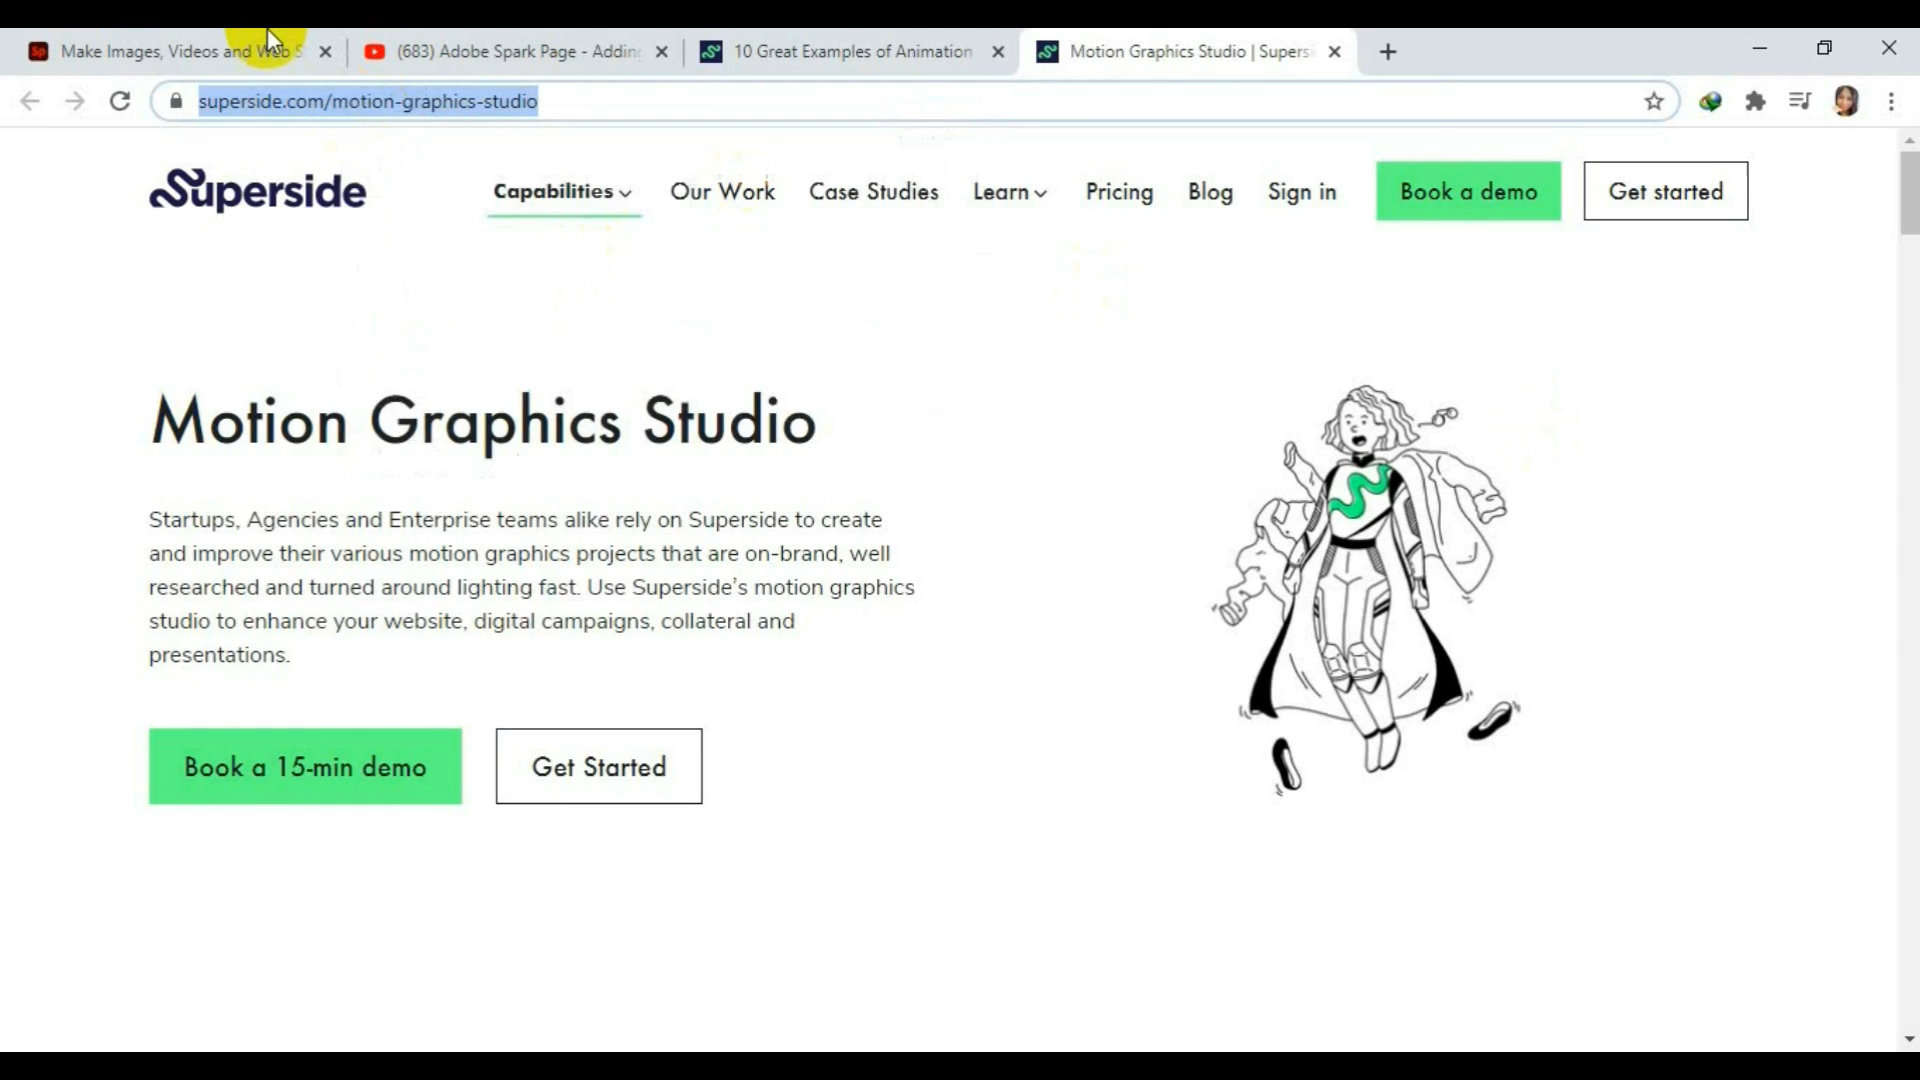 Make Images, Videos and Web S
(683) Adobe Spark Page - Adding
10 Great Examples of Animation
Motion Graphics Studio | Supersi
superside.com/motion-graphics-studio
Superside
Capabilities
Our Work
Case Studies
Learn
Pricing
Blog
Sign in
Book a demo
Get started
Motion Graphics Studio
Startups, Agencies and Enterprise teams alike rely on Superside to create
and improve their various motion graphics projects that are on-brand, well
researched and turned around lighting fast. Use Superside's motion graphics
studio to enhance your website, digital campaigns, collateral and
presentations.
Book a 15-min demo
Get Started